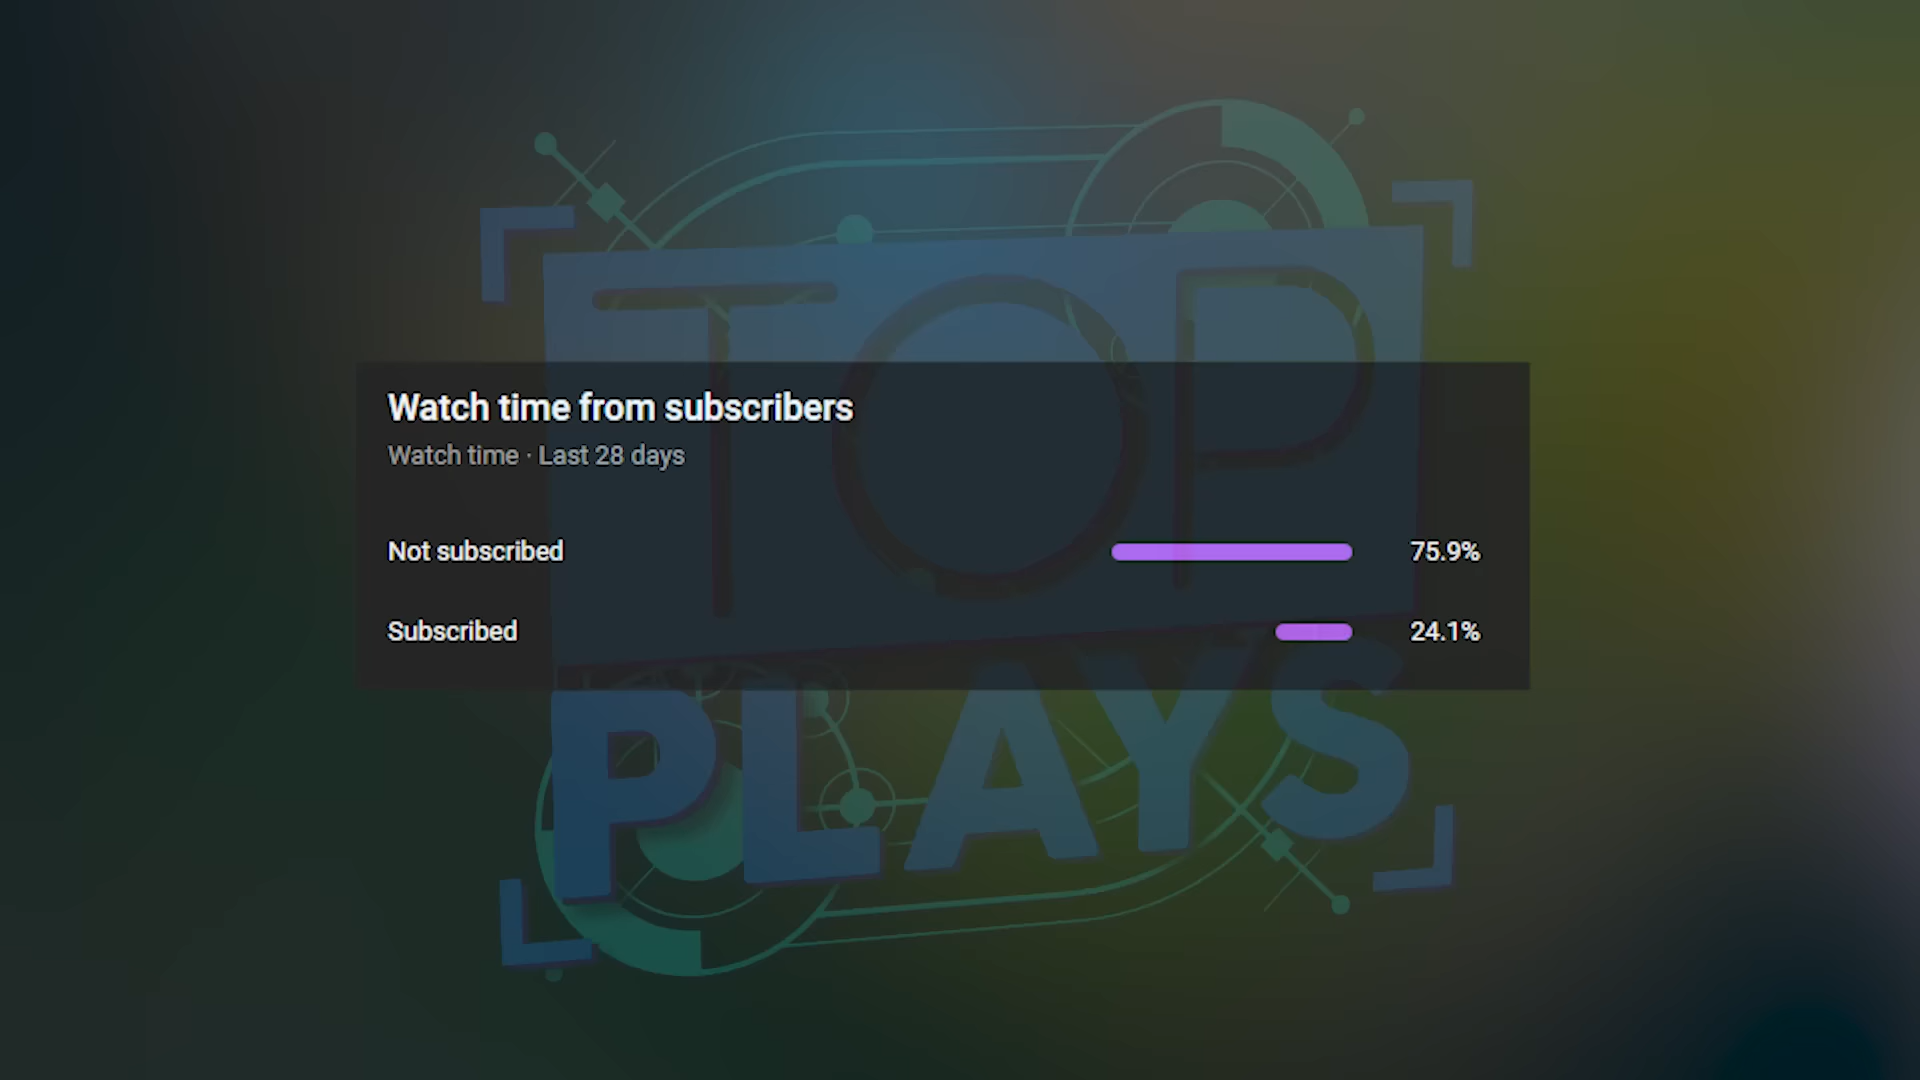 TOP
Watch time from subscribers
Watch time · Last 28 days
Not subscribed 75.9%
Subscribed 24.1%
PLAYS